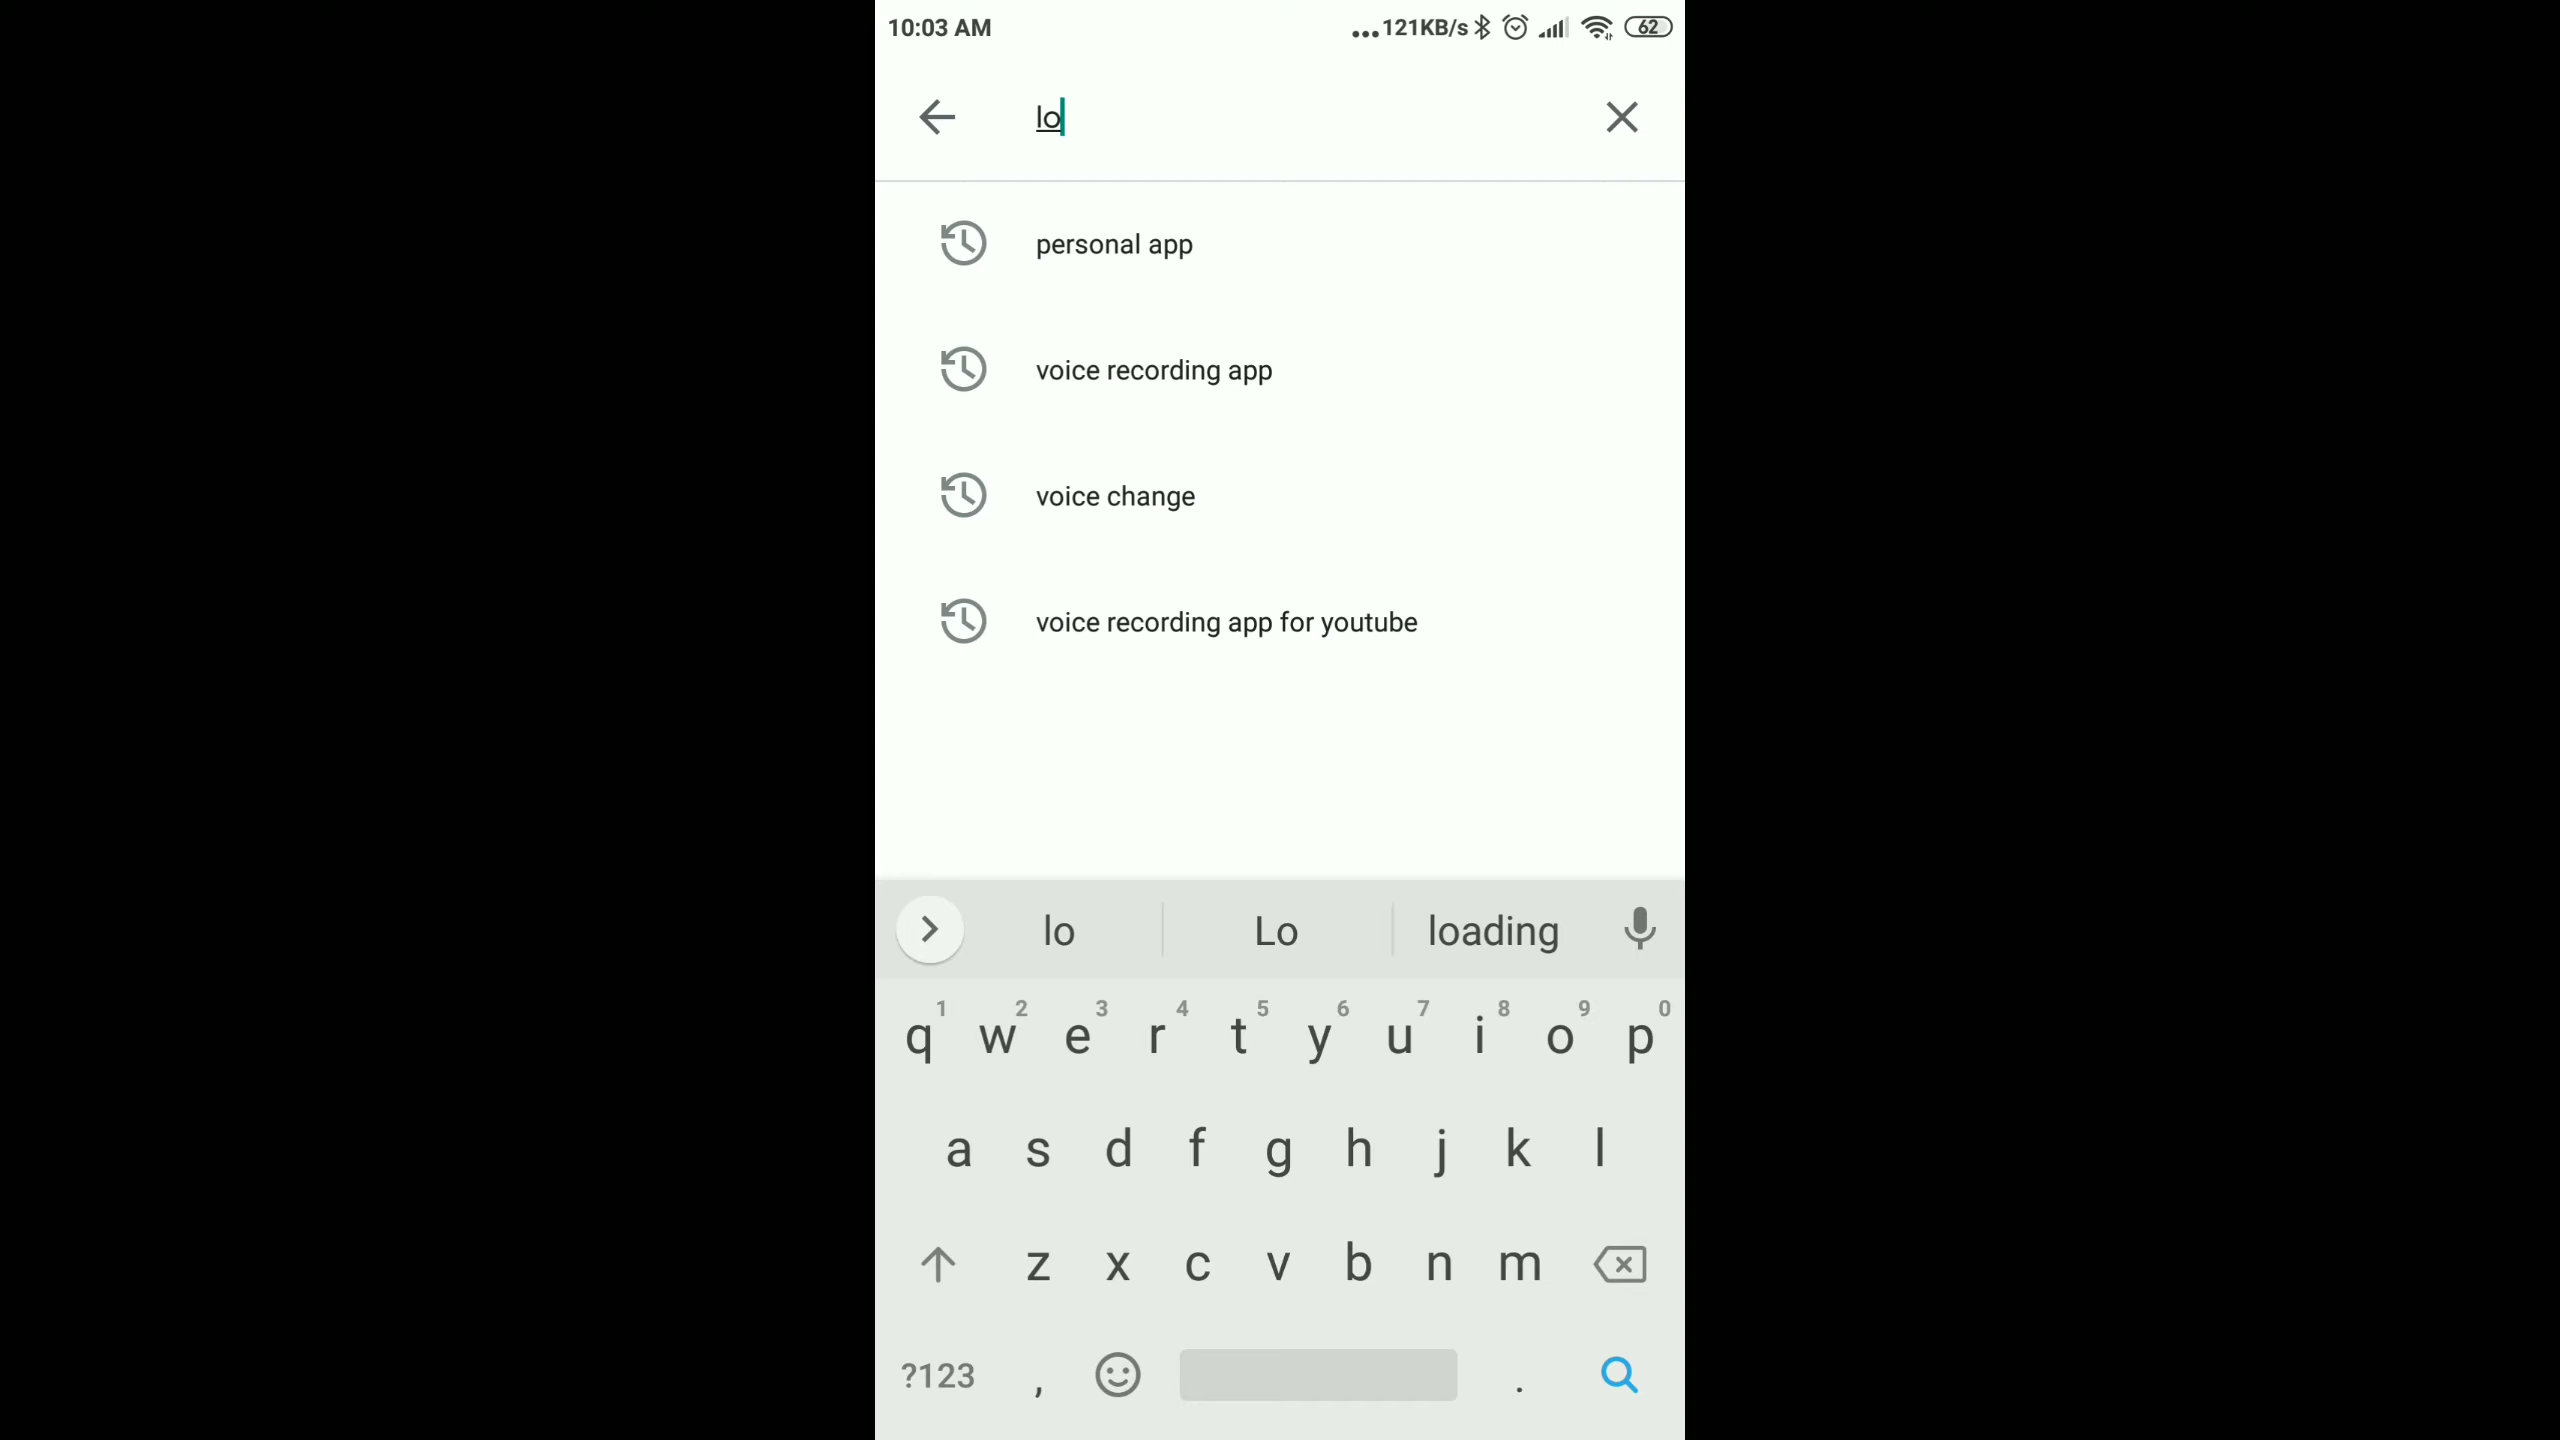 10:03 AM ...121KB/s 62
lo
personal app
voice recording app
voice change
voice recording app for youtube
lo Lo loading
1 2 3 4 5 6 7 8 9 0
q w e r t y u i o p
a s d f g h j k l
z x c v b n m
?123 , .